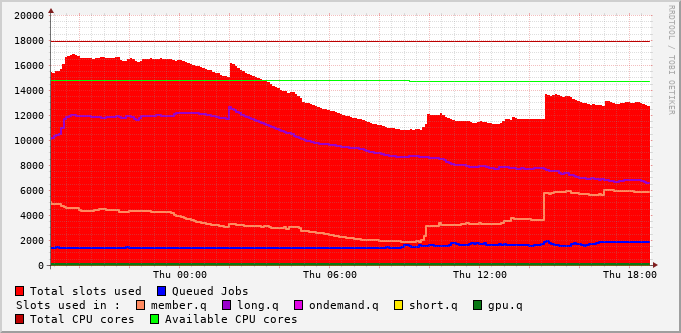 20000
18000
16000
14000
12000
10000
8000
6000
4000
2000
0
Thu 00:00 Thu 06:00 Thu 12:00 Thu 18:00
RRDTOOL / TOBI OETIKER
Total slots used Queued Jobs
Slots used in : member.q long.q ondemand.q short.q gpu.q
Total CPU cores Available CPU cores